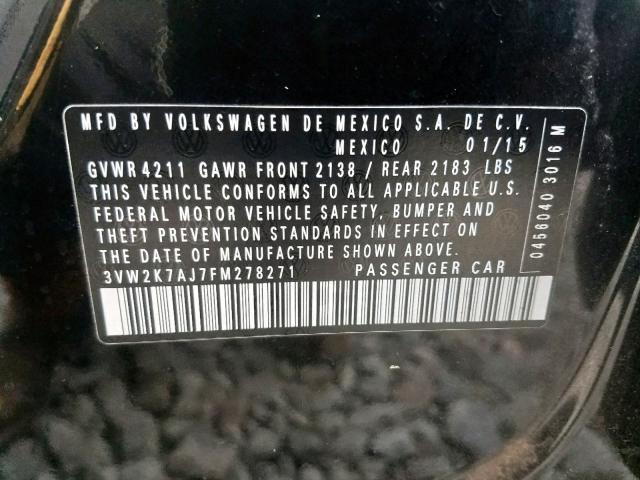 MFD BY VOLKSWAGEN DE MEXICO S.A. DE C.V.
MEXICO 01/15
GVWR 4211 GAWR FRONT 2138 / REAR 2183 LBS
THIS VEHICLE CONFORMS TO ALL APPLICABLE U.S.
FEDERAL MOTOR VEHICLE SAFETY, BUMPER AND
THEFT PREVENTION STANDARDS IN EFFECT ON
THE DATE OF MANUFACTURE SHOWN ABOVE.
3VW2K7AJ7FM278271 PASSENGER CAR
0466040 3016 M